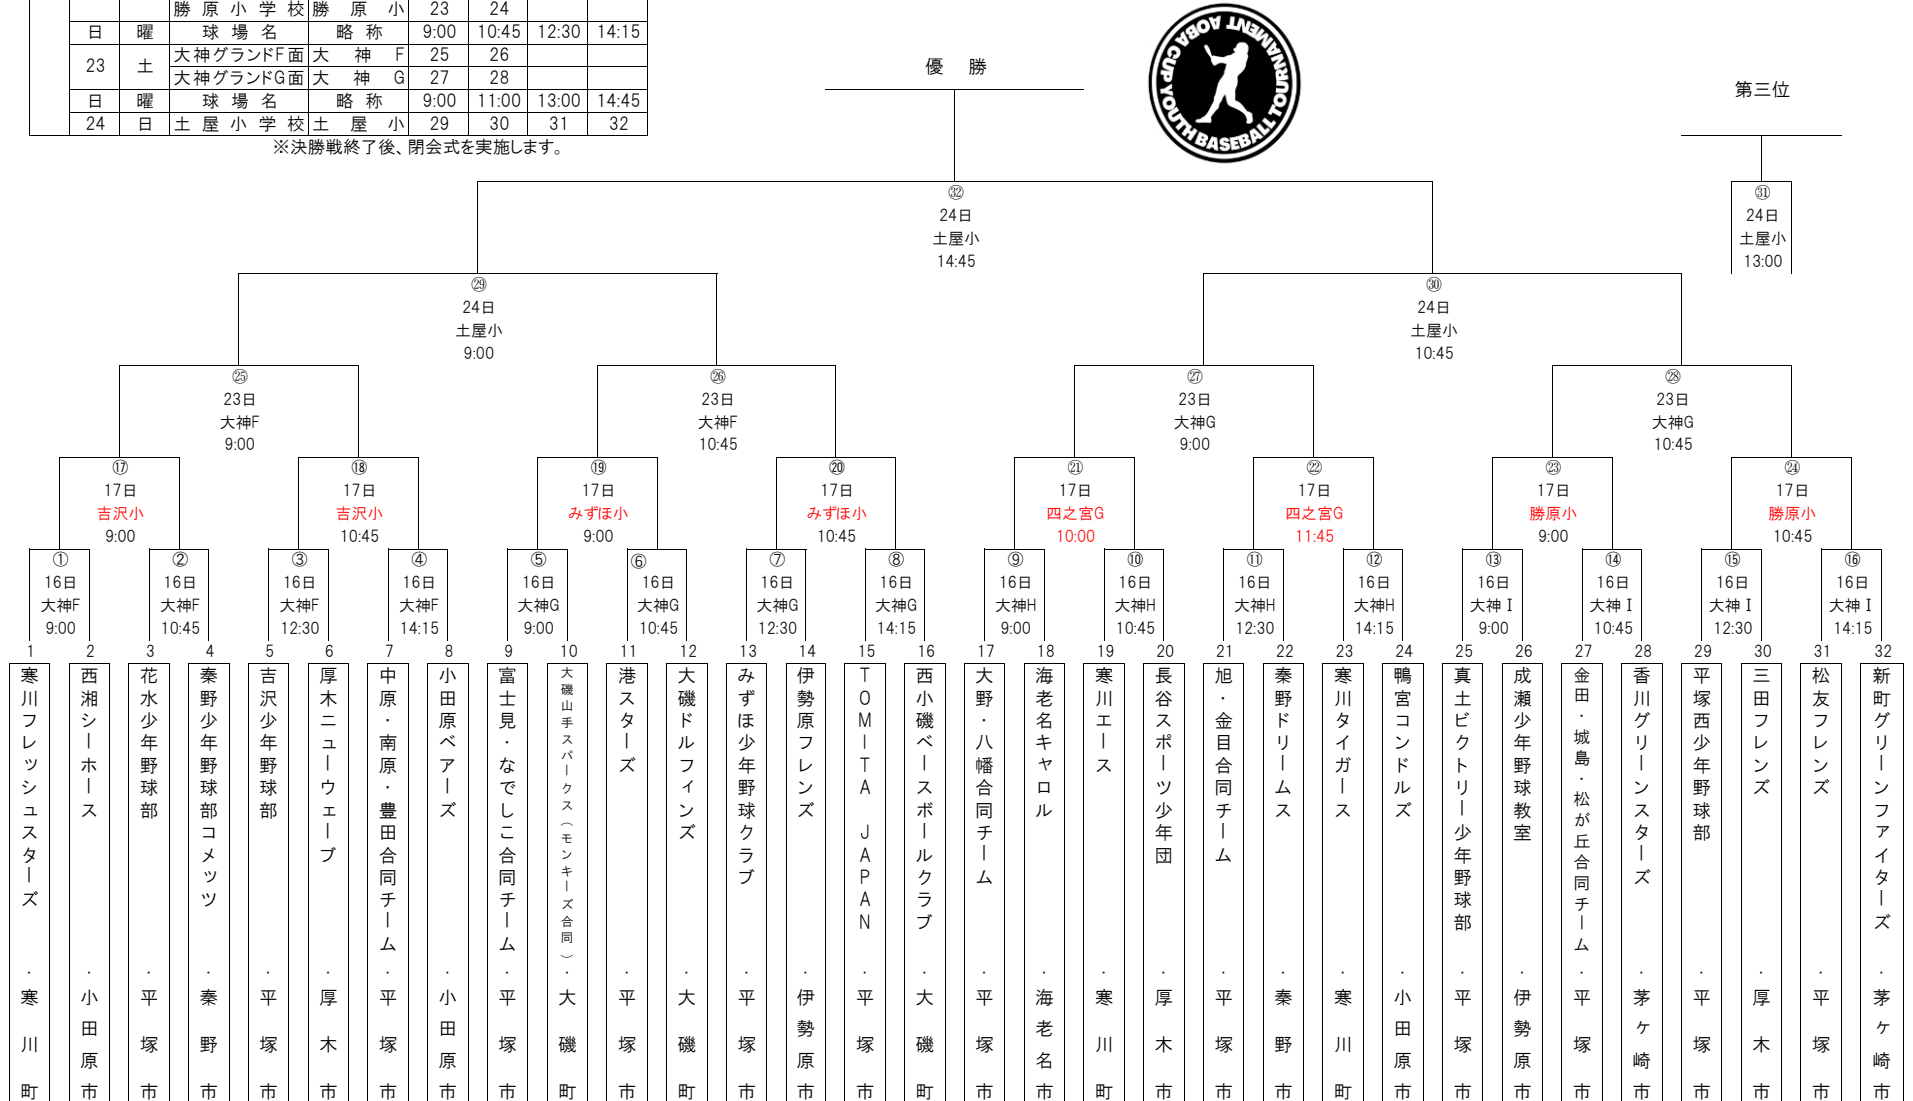 勝原小学校 勝原小 23 24
日 曜 球場名 略称 9:00 10:45 12:30 14:15
23 土 大神グランドF面 大神F 25 26
大神グランドG面 大神G 27 28
日 曜 球場名 略称 9:00 11:00 13:00 14:45
24 日 土屋小学校 土屋小 29 30 31 32
※決勝戦終了後、閉会式を実施します。
優勝
AOBA CUP YOUTH BASEBALL TOURNAMENT
第三位
㉜ ㉛
24日 24日
土屋小 土屋小
14:45 13:00
㉙ ㉚
24日 24日
土屋小 土屋小
9:00 10:45
㉕ ㉖ ㉗ ㉘
23日 23日 23日 23日
大神F 大神F 大神G 大神G
9:00 10:45 9:00 10:45
⑰ ⑱ ⑲ ⑳ ㉑ ㉒ ㉓ ㉔
17日 17日 17日 17日 17日 17日 17日 17日
吉沢小 吉沢小 みずほ小 みずほ小 四之宮G 四之宮G 勝原小 勝原小
9:00 10:45 9:00 10:45 10:00 11:45 9:00 10:45
① ② ③ ④ ⑤ ⑥ ⑦ ⑧ ⑨ ⑩ ⑪ ⑫ ⑬ ⑭ ⑮ ⑯
16日 16日 16日 16日 16日 16日 16日 16日 16日 16日 16日 16日 16日 16日 16日 16日
大神F 大神F 大神F 大神F 大神G 大神G 大神G 大神G 大神H 大神H 大神H 大神H 大神I 大神I 大神I 大神I
9:00 10:45 12:30 14:15 9:00 10:45 12:30 14:15 9:00 10:45 12:30 14:15 9:00 10:45 12:30 14:15
1 2 3 4 5 6 7 8 9 10 11 12 13 14 15 16 17 18 19 20 21 22 23 24 25 26 27 28 29 30 31 32
寒川フレッシュスターズ・寒川町
西湘シーホース・小田原市
花水少年野球部・平塚市
秦野少年野球部コメッツ・秦野市
吉沢少年野球部・平塚市
厚木ニューウェーブ・厚木市
中原・南原・豊田合同チーム・平塚市
小田原ベアーズ・小田原市
富士見・なでしこ合同チーム・平塚市
大磯山手スパークス(モンキーズ合同)・大磯町
港スターズ・平塚市
大磯ドルフィンズ・大磯町
みずほ少年野球クラブ・平塚市
伊勢原フレンズ・伊勢原市
TOMITA JAPAN・平塚市
西小磯ベースボールクラブ・大磯町
大野・八幡合同チーム・平塚市
海老名キャロル・海老名市
寒川エース・寒川町
長谷スポーツ少年団・厚木市
旭・金目合同チーム・平塚市
秦野ドリームス・秦野市
寒川タイガース・寒川町
鴨宮コンドルズ・小田原市
真土ビクトリー少年野球部・平塚市
成瀬少年野球教室・伊勢原市
金田・城島・松が丘合同チーム・平塚市
香川グリーンスターズ・茅ヶ崎市
平塚西少年野球部・平塚市
三田フレンズ・厚木市
松友フレンズ・平塚市
新町グリーンファイターズ・茅ヶ崎市